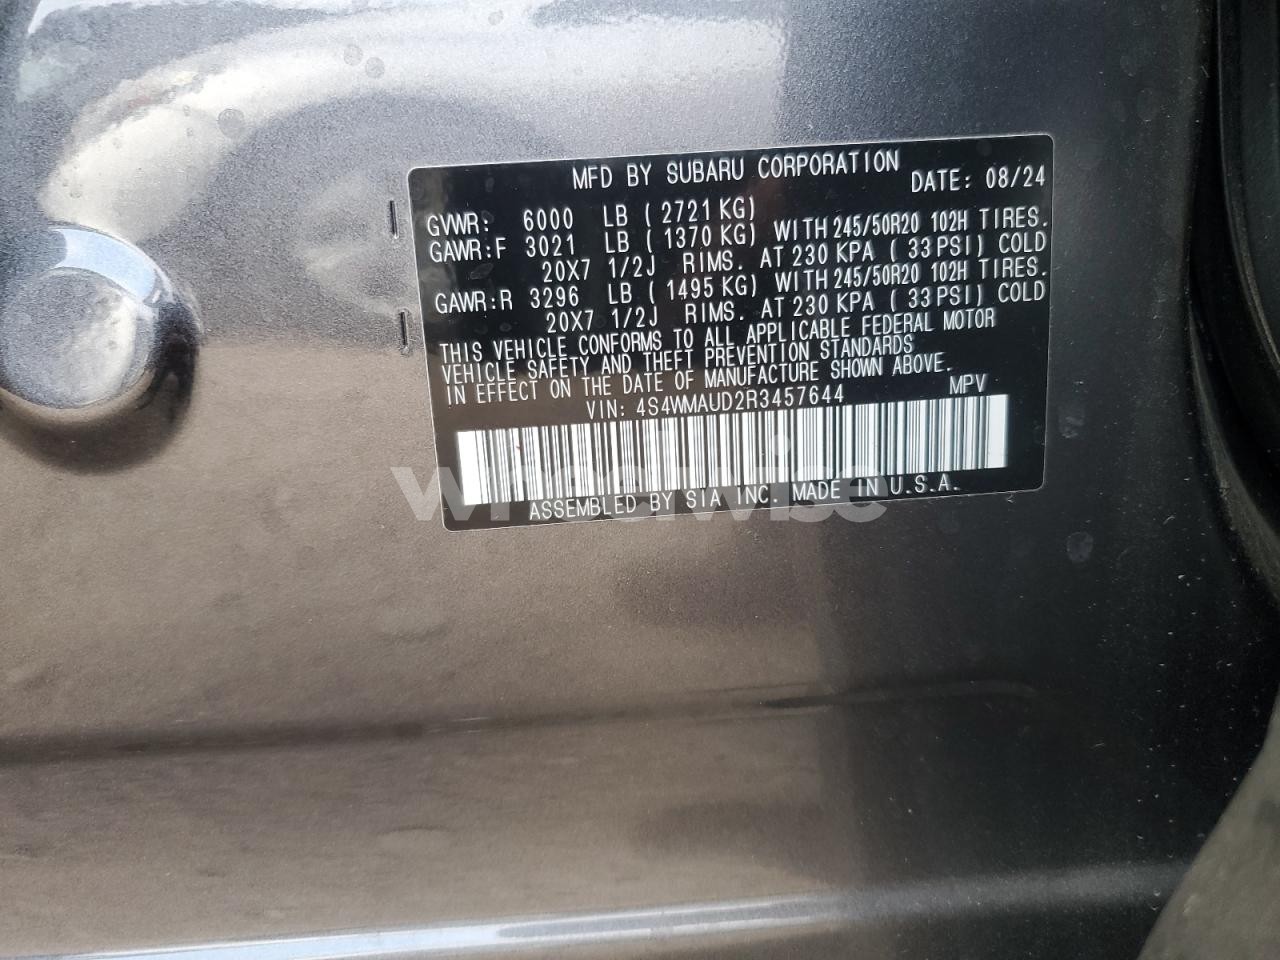 MFD BY SUBARU CORPORATION DATE: 08/24
GVWR: 6000 LB ( 2721 KG)
GAWR:F 3021 LB ( 1370 KG) WITH 245/50R20 102H TIRES.
20X7 1/2J RIMS. AT 230 KPA ( 33 PSI) COLD
GAWR:R 3296 LB ( 1495 KG) WITH 245/50R20 102H TIRES.
20X7 1/2J RIMS. AT 230 KPA ( 33 PSI) COLD
THIS VEHICLE CONFORMS TO ALL APPLICABLE FEDERAL MOTOR
VEHICLE SAFETY AND THEFT PREVENTION STANDARDS
IN EFFECT ON THE DATE OF MANUFACTURE SHOWN ABOVE.
VIN: 4S4WMAUD2R3457644 MPV
ASSEMBLED BY SIA INC. MADE IN U.S.A.
wheelwise